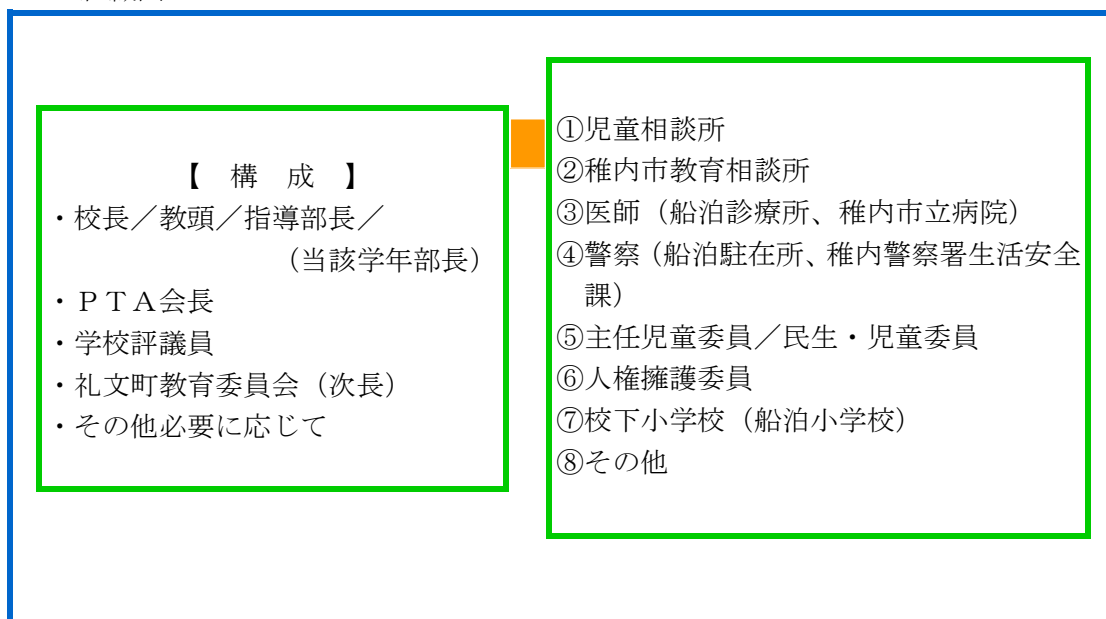 【　構　成　】
・校長／教頭／指導部長／
（当該学年部長）
・ＰＴＡ会長
・学校評議員
・礼文町教育委員会（次長）
・その他必要に応じて
①児童相談所
②稚内市教育相談所
③医師（船泊診療所、稚内市立病院）
④警察（船泊駐在所、稚内警察署生活安全
課）
⑤主任児童委員／民生・児童委員
⑥人権擁護委員
⑦校下小学校（船泊小学校）
⑧その他